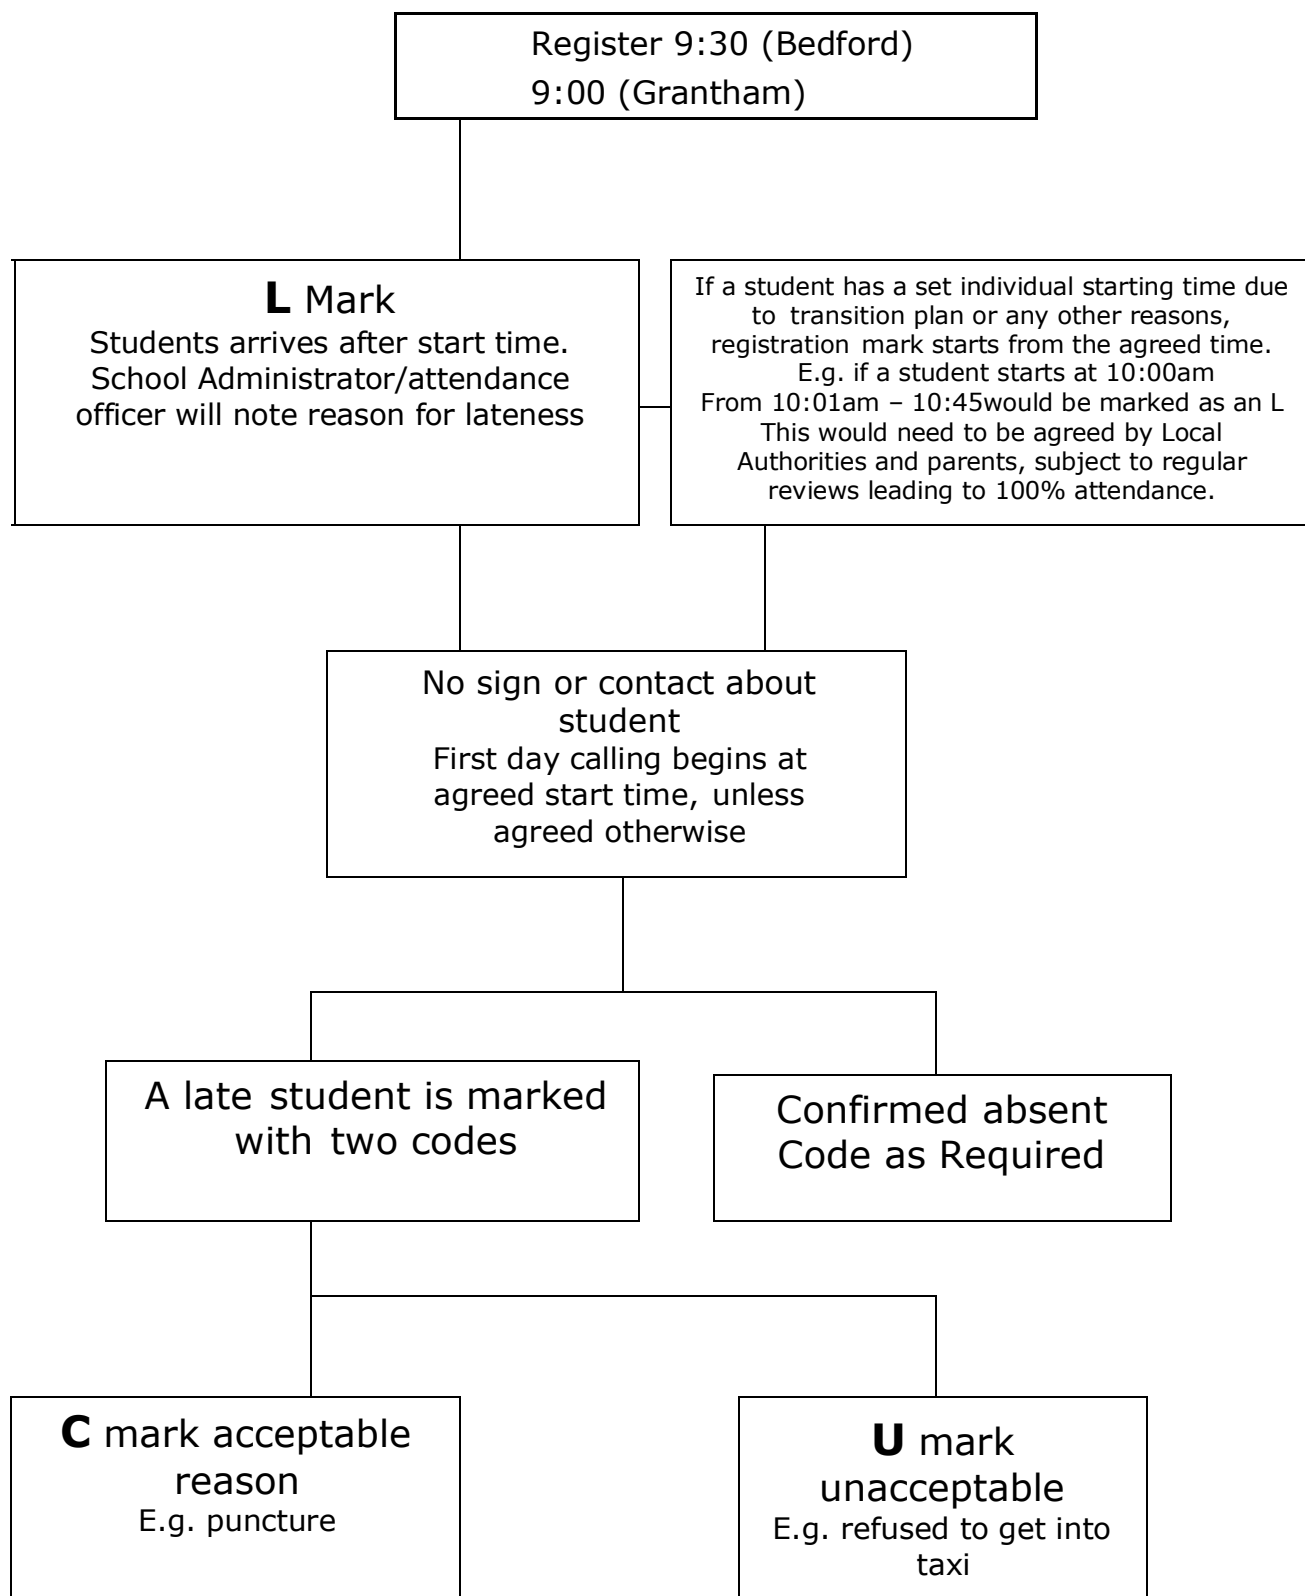 Register 9:30 (Bedford)
9:00 (Grantham)
L Mark
Students arrives after start time.
School Administrator/attendance
officer will note reason for lateness
If a student has a set individual starting time due
to transition plan or any other reasons,
registration mark starts from the agreed time.
E.g. if a student starts at 10:00am
From 10:01am – 10:45would be marked as an L
This would need to be agreed by Local
Authorities and parents, subject to regular
reviews leading to 100% attendance.
No sign or contact about
student
First day calling begins at
agreed start time, unless
agreed otherwise
A late student is marked
with two codes
Confirmed absent
Code as Required
C mark acceptable
reason
E.g. puncture
U mark
unacceptable
E.g. refused to get into
taxi